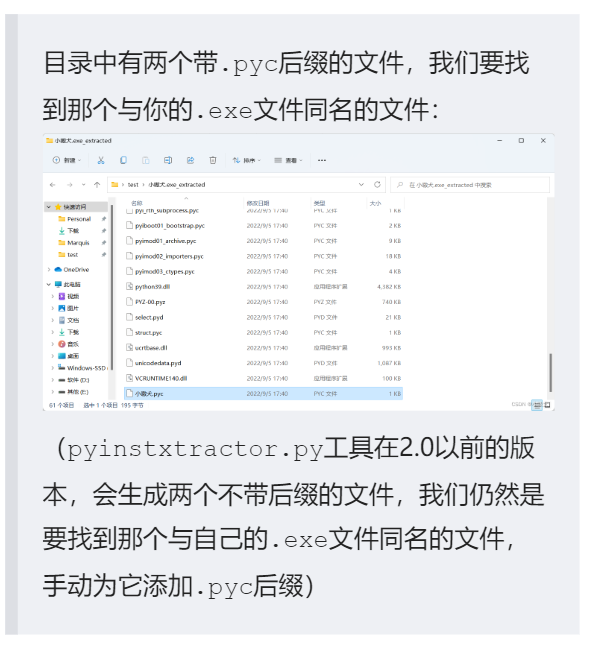 目录中有两个带.pyc后缀的文件，我们要找
到那个与你的.exe文件同名的文件：
小散犬.exe_extracted
新建
排序
查看
test
小散犬.exe_extracted
在 小散犬.exe_extracted 中搜索
快速访问
Personal
下载
Marquis
test
OneDrive
此电脑
视频
图片
文档
下载
音乐
桌面
Windows-SSD
软件 (D:)
其他 (E:)
名称 修改日期 类型 大小
pyi_rth_subprocess.pyc 2022/9/5 17:40 PYC 文件 1 KB
pyiboot01_bootstrap.pyc 2022/9/5 17:40 PYC 文件 2 KB
pyimod01_archive.pyc 2022/9/5 17:40 PYC 文件 9 KB
pyimod02_importers.pyc 2022/9/5 17:40 PYC 文件 18 KB
pyimod03_ctypes.pyc 2022/9/5 17:40 PYC 文件 4 KB
python39.dll 2022/9/5 17:40 应用程序扩展 4,382 KB
PYZ-00.pyz 2022/9/5 17:40 PYZ 文件 740 KB
select.pyd 2022/9/5 17:40 PYD 文件 21 KB
struct.pyc 2022/9/5 17:40 PYC 文件 1 KB
ucrtbase.dll 2022/9/5 17:40 应用程序扩展 993 KB
unicodedata.pyd 2022/9/5 17:40 PYD 文件 1,087 KB
VCRUNTIME140.dll 2022/9/5 17:40 应用程序扩展 100 KB
小散犬.pyc 2022/9/5 17:40 PYC 文件 1 KB
61 个项目 选中 1 个项目 195 字节
（pyinstxtractor.py工具在2.0以前的版
本，会生成两个不带后缀的文件，我们仍然是
要找到那个与自己的.exe文件同名的文件，
手动为它添加.pyc后缀）